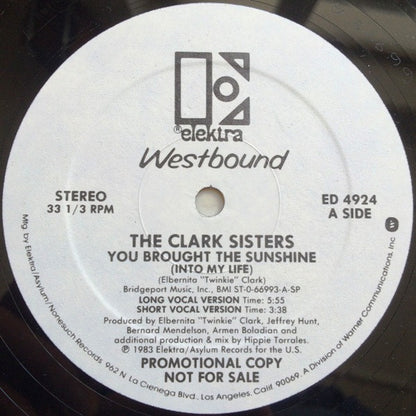 ® elektra
Westbound
STEREO
33 1/3 RPM
ED 4924
A SIDE
THE CLARK SISTERS
YOU BROUGHT THE SUNSHINE
(INTO MY LIFE)
(Elbernita "Twinkie" Clark)
Bridgeport Music, Inc., BMI ST-0-66993-A-SP
LONG VOCAL VERSION Time: 5:55
SHORT VOCAL VERSION Time: 3:38
Produced by Elbernita "Twinkie" Clark, Jeffrey Hunt,
Bernard Mendelson, Armen Boladian and
additional production & mix by Hippie Torrales.
℗ 1983 Elektra/Asylum Records for the U.S.
PROMOTIONAL COPY
NOT FOR SALE
Mfg by Elektra/Asylum/Nonesuch Records, 962 N. La Cienega Blvd., Los Angeles, Calif. 90069 A Division of Warner Communications Inc